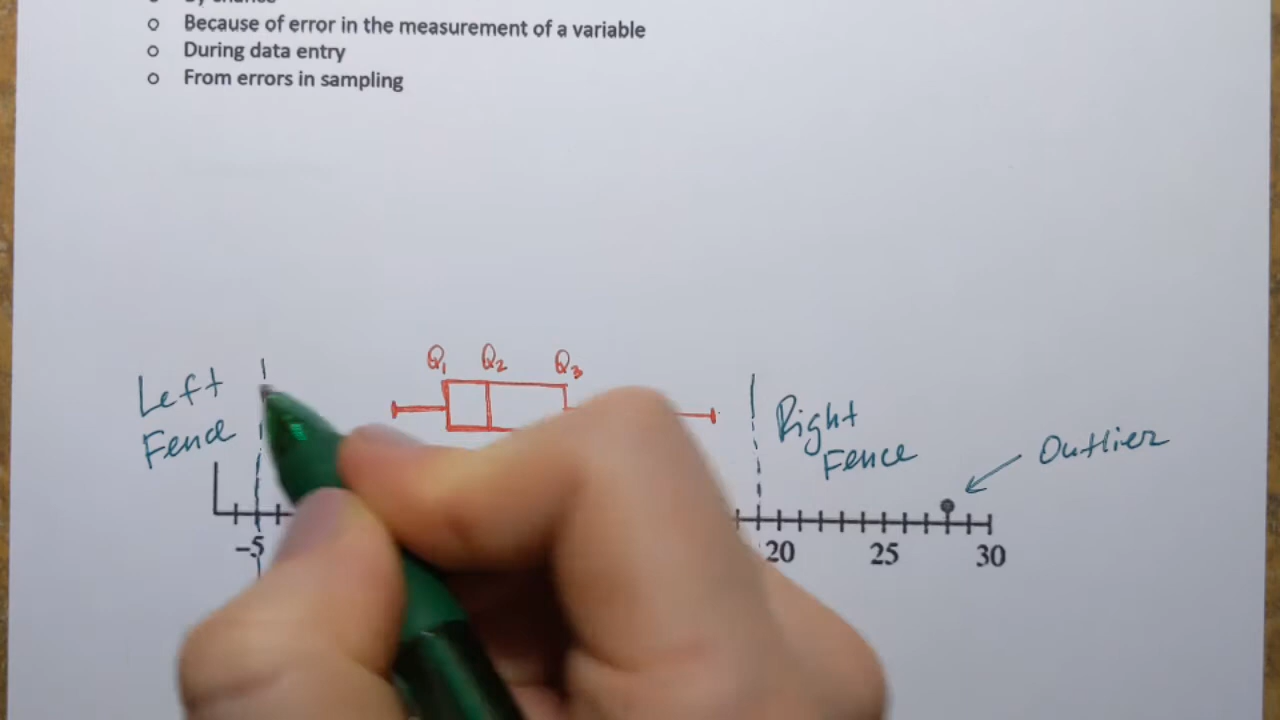 Because of error in the measurement of a variable
During data entry
From errors in sampling
Q1 Q2 Q3
Left
Fence
Right
Fence
Outlier
-5 20 25 30